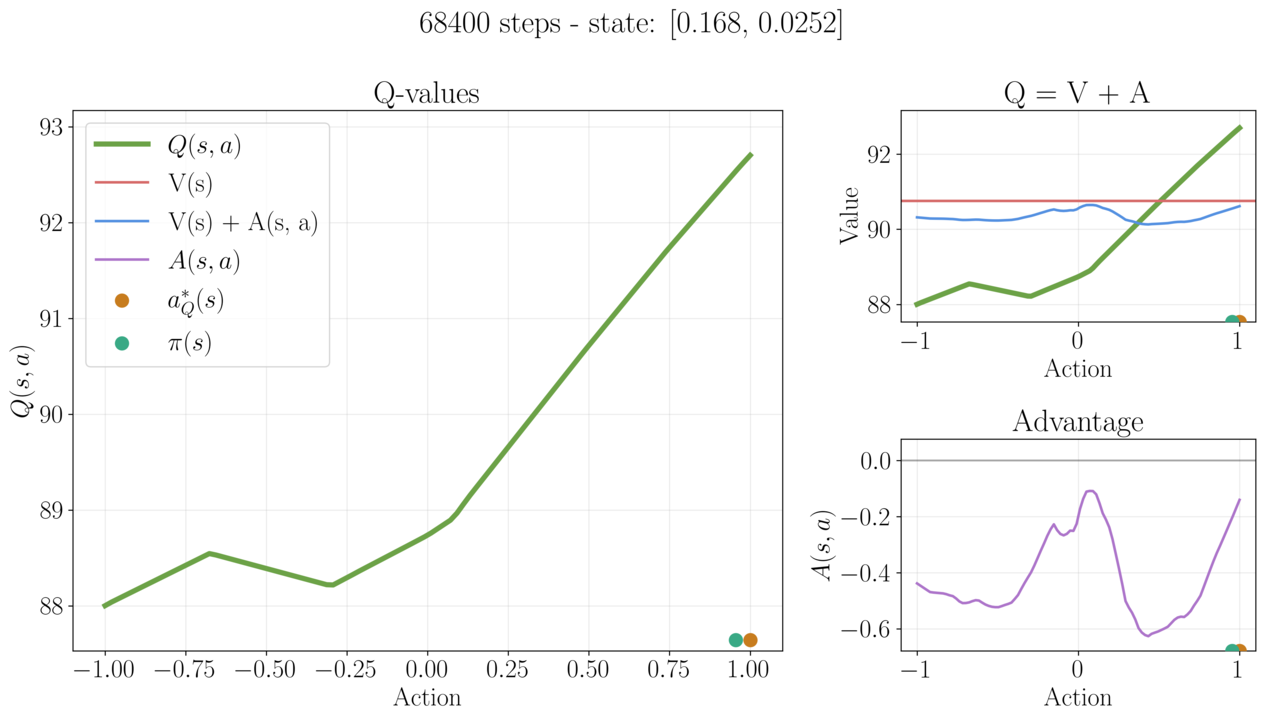 68400 steps - state: [0.168, 0.0252]
Q-values
Q(s, a)
93
92
91
90
89
88
Q(s, a)
V(s)
V(s) + A(s, a)
A(s, a)
a*Q(s)
π(s)
−1.00 −0.75 −0.50 −0.25 0.00 0.25 0.50 0.75 1.00
Action
Q = V + A
Value
92
90
88
−1 0 1
Action
Advantage
A(s, a)
0.0
−0.2
−0.4
−0.6
−1 0 1
Action